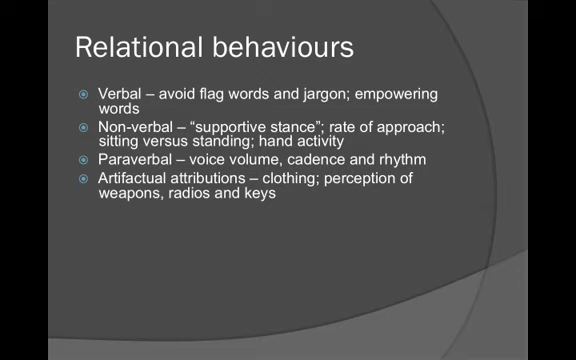 Relational behaviours
Verbal – avoid flag words and jargon; empowering
words
Non-verbal – “supportive stance”; rate of approach;
sitting versus standing; hand activity
Paraverbal – voice volume, cadence and rhythm
Artifactual attributions – clothing; perception of
weapons, radios and keys